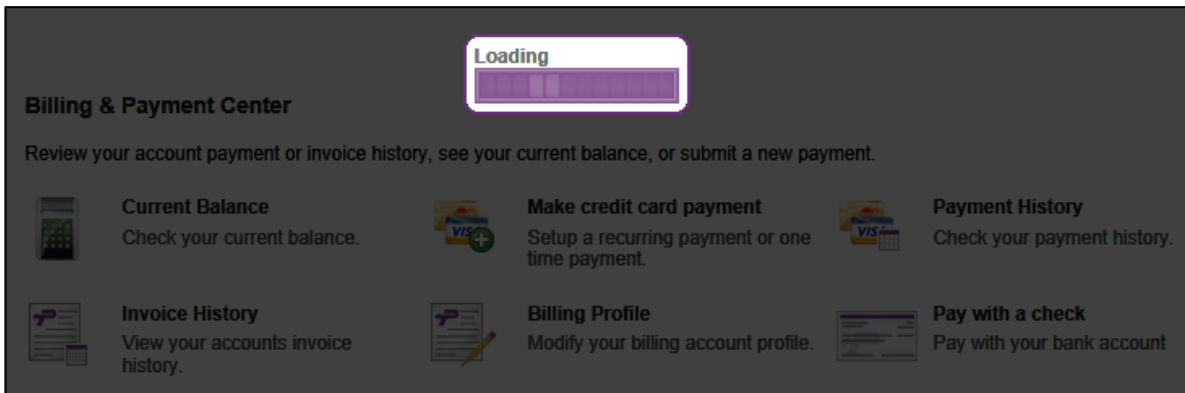 Loading
Billing & Payment Center
Review your account payment or invoice history, see your current balance, or submit a new payment.
Current Balance
Check your current balance.
Make credit card payment
Setup a recurring payment or one
time payment.
Payment History
Check your payment history.
Invoice History
View your accounts invoice
history.
Billing Profile
Modify your billing account profile.
Pay with a check
Pay with your bank account
VISA
VISA